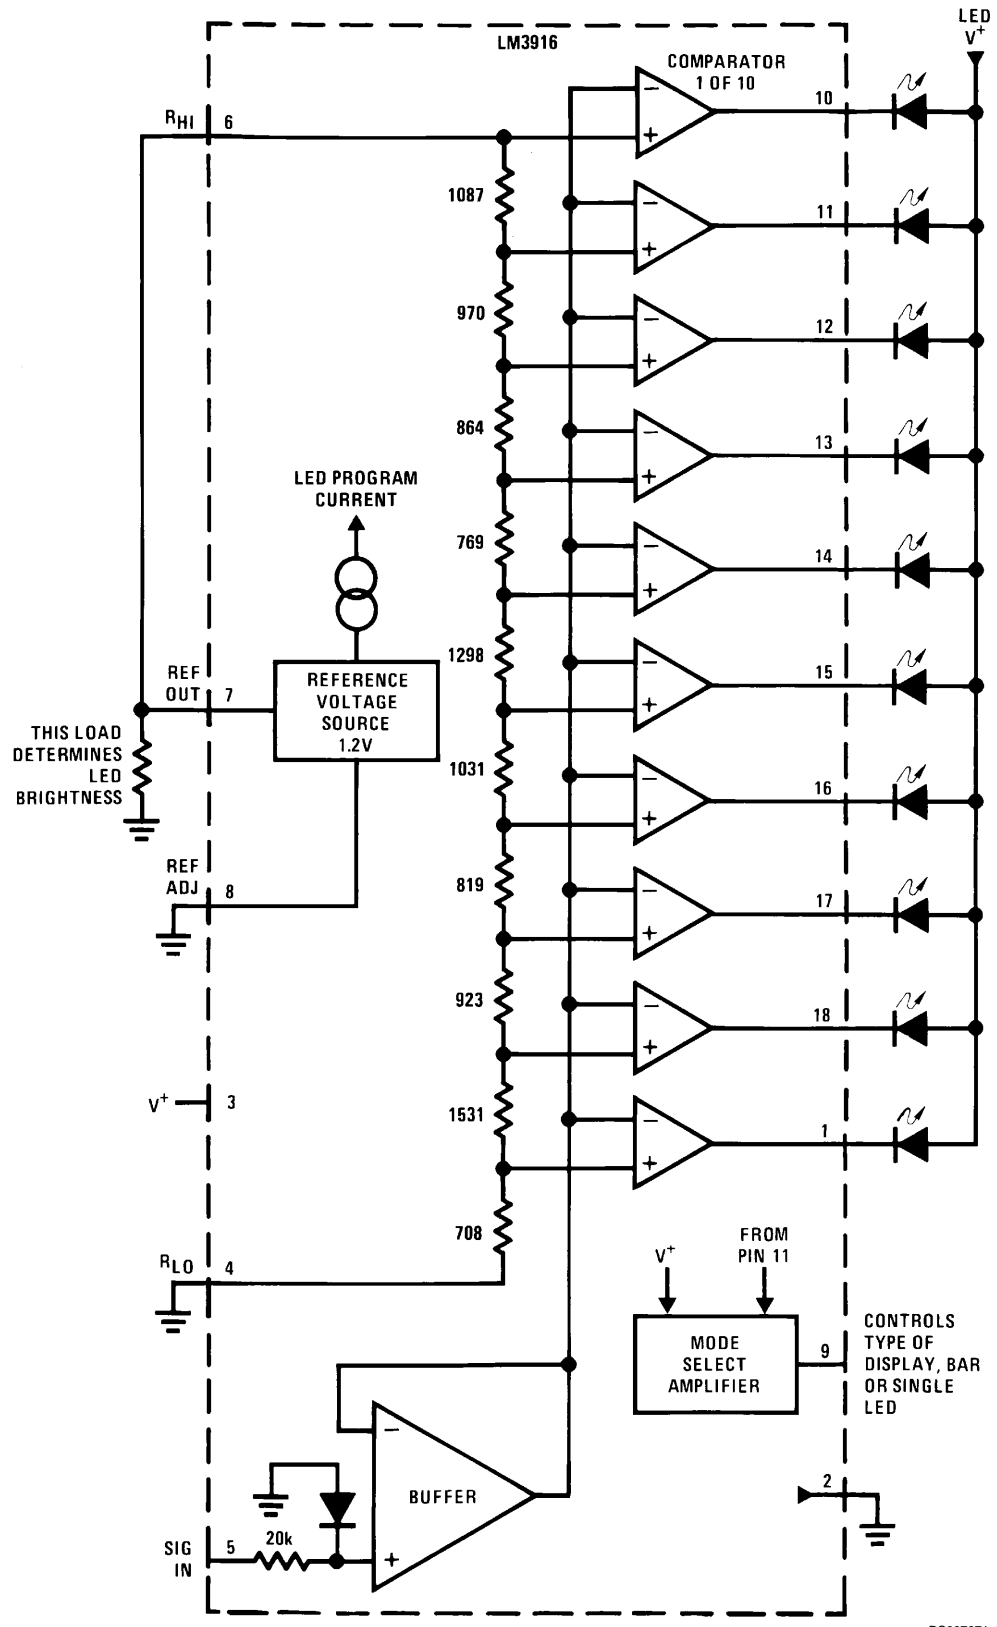 LED
V+
LM3916
COMPARATOR
1 OF 10
RHI
6
−
+
10
1087
−
+
11
970
−
+
12
864
−
+
13
LED PROGRAM
CURRENT
769
−
+
14
1298
−
+
15
REF
OUT
7
REFERENCE
VOLTAGE
SOURCE
1.2V
THIS LOAD
DETERMINES
LED
BRIGHTNESS
1031
−
+
16
REF
ADJ
8
819
−
+
17
923
−
+
18
V+
3
1531
−
+
1
708
RLO
4
V+
FROM
PIN 11
MODE
SELECT
AMPLIFIER
9
CONTROLS
TYPE OF
DISPLAY, BAR
OR SINGLE
LED
−
BUFFER
+
2
SIG
IN
5
20k